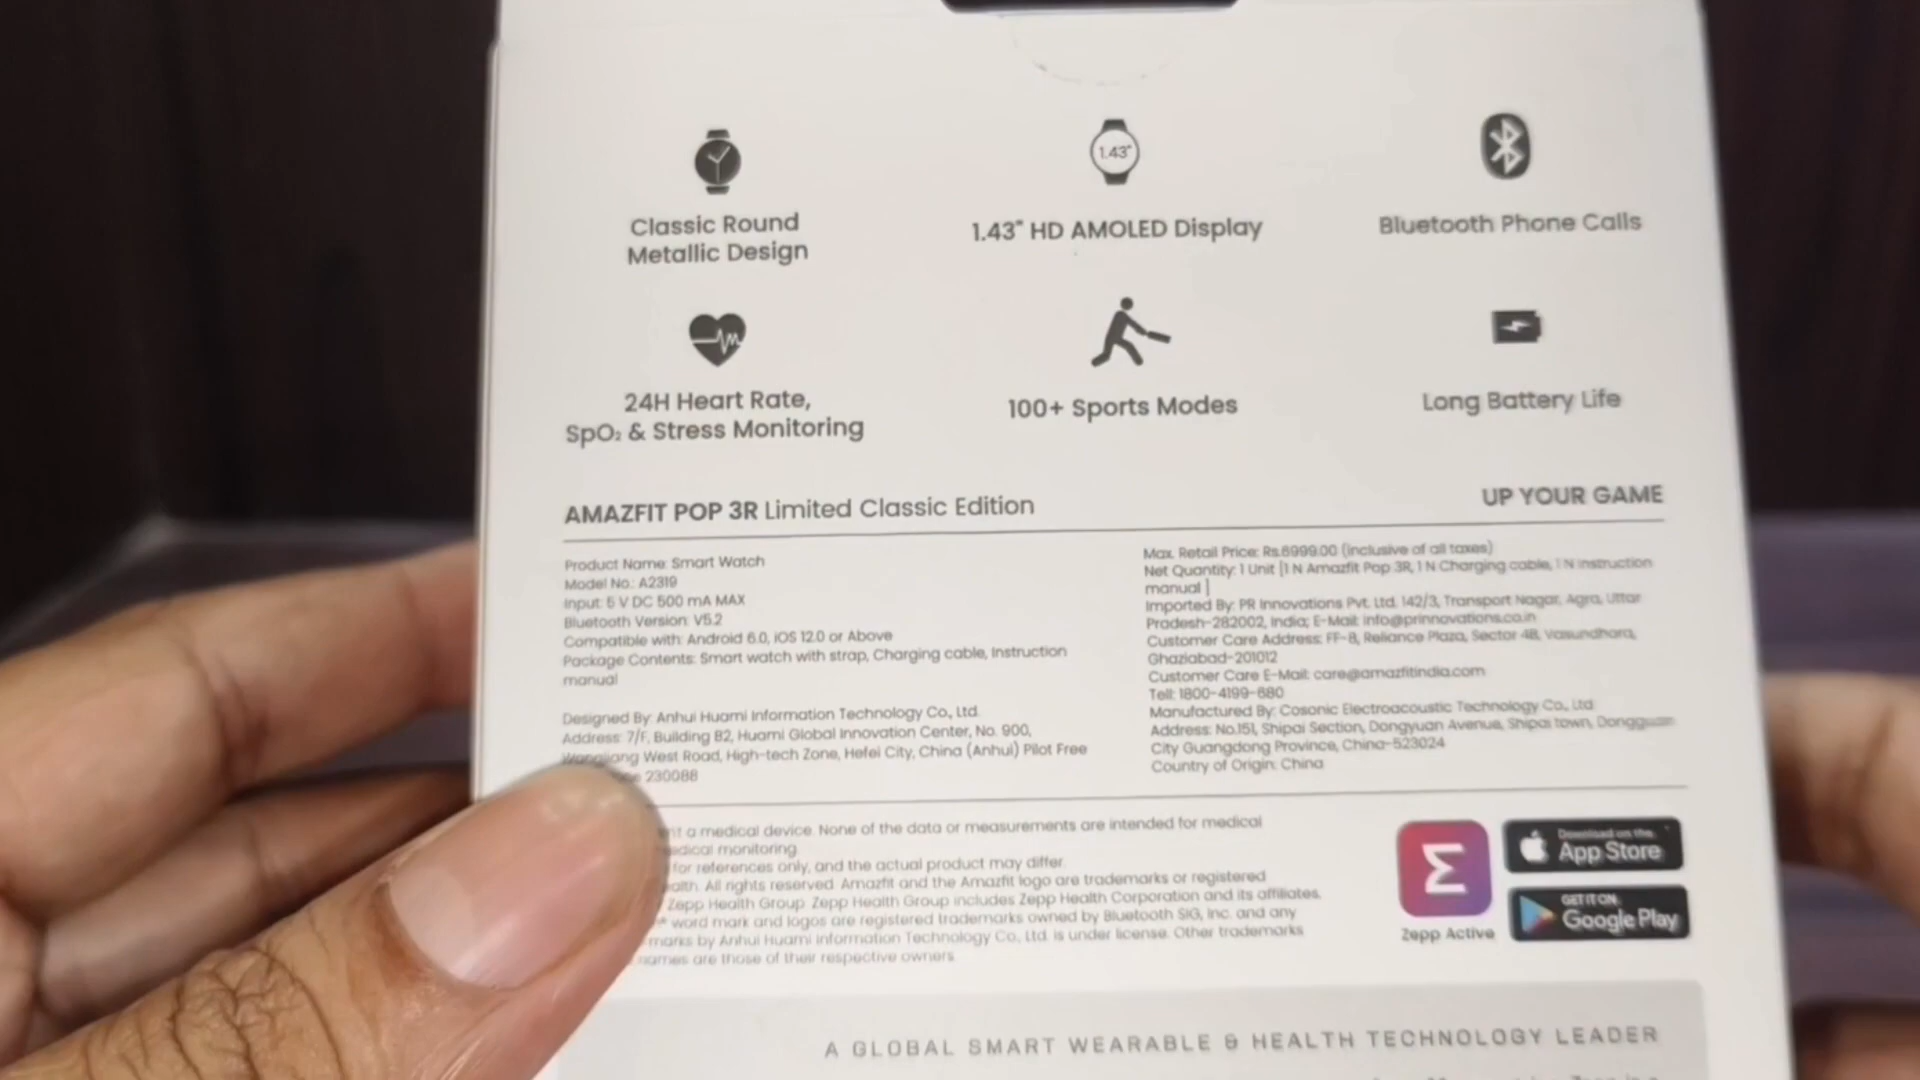 1.43"
Classic Round
Metallic Design
1.43" HD AMOLED Display
Bluetooth Phone Calls
24H Heart Rate,
SpO₂ & Stress Monitoring
100+ Sports Modes
Long Battery Life
AMAZFIT POP 3R Limited Classic Edition
UP YOUR GAME
Product Name: Smart Watch
Model No.: A2319
Input: 5 V DC 500 mA MAX
Bluetooth Version: V5.2
Compatible with: Android 6.0, iOS 12.0 or Above
Package Contents: Smart watch with strap, Charging cable, Instruction
manual
Designed By: Anhui Huami Information Technology Co., Ltd.
Address: 7/F, Building B2, Huami Global Innovation Center, No. 900,
Wangjiang West Road, High-tech Zone, Hefei City, China (Anhui) Pilot Free
230088
Max. Retail Price: Rs.6999.00 (inclusive of all taxes)
Net Quantity: 1 Unit [1 N Amazfit Pop 3R, 1 N Charging cable, 1 N Instruction
manual ]
Imported By: PR Innovations Pvt. Ltd. 142/3, Transport Nagar, Agra, Uttar
Pradesh-282002, India; E-Mail: info@prinnovations.co.in
Customer Care Address: FF-8, Reliance Plaza, Sector 4B, Vasundhara,
Ghaziabad-201012
Customer Care E-Mail: care@amazfitindia.com
Tell: 1800-4199-680
Manufactured By: Cosonic Electroacoustic Technology Co., Ltd
Address: No.151, Shipai Section, Dongyuan Avenue, Shipai town, Dongguan
City Guangdong Province, China-523024
Country of Origin: China
a medical device. None of the data or measurements are intended for medical
monitoring.
for references only, and the actual product may differ.
All rights reserved. Amazfit and the Amazfit logo are trademarks or registered
Zepp Health Group. Zepp Health Group includes Zepp Health Corporation and its affiliates.
word mark and logos are registered trademarks owned by Bluetooth SIG, Inc. and any
marks by Anhui Huami Information Technology Co., Ltd. is under license. Other trademarks
names are those of their respective owners
Zepp Active
Download on the
App Store
GET IT ON
Google Play
A GLOBAL SMART WEARABLE & HEALTH TECHNOLOGY LEADER